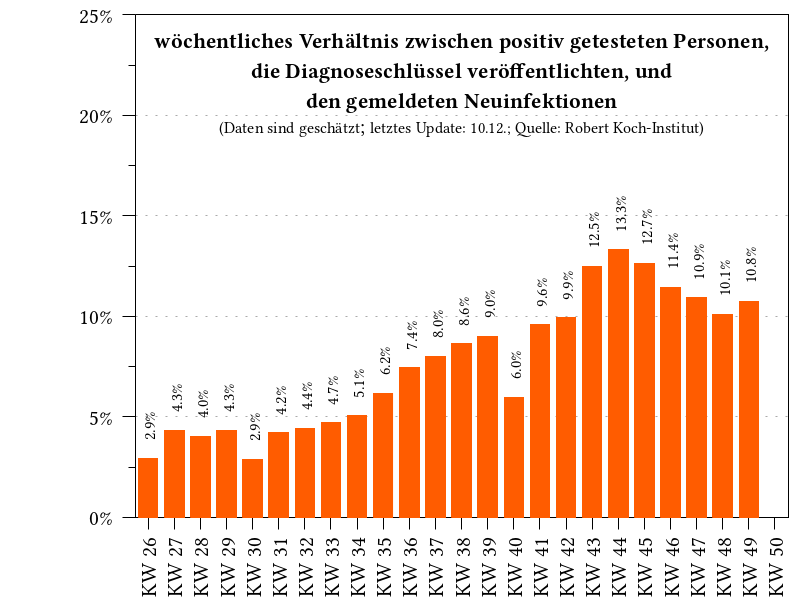 25%
wöchentliches Verhältnis zwischen positiv getesteten Personen,
die Diagnoseschlüssel veröffentlichten, und
den gemeldeten Neuinfektionen
20%
(Daten sind geschätzt; letztes Update: 10.12.; Quelle: Robert Koch-Institut)
15%
10%
5%
0%
2.9%
4.3%
4.0%
4.3%
2.9%
4.2%
4.4%
4.7%
5.1%
6.2%
7.4%
8.0%
8.6%
9.0%
6.0%
9.6%
9.9%
12.5%
13.3%
12.7%
11.4%
10.9%
10.1%
10.8%
KW 26
KW 27
KW 28
KW 29
KW 30
KW 31
KW 32
KW 33
KW 34
KW 35
KW 36
KW 37
KW 38
KW 39
KW 40
KW 41
KW 42
KW 43
KW 44
KW 45
KW 46
KW 47
KW 48
KW 49
KW 50